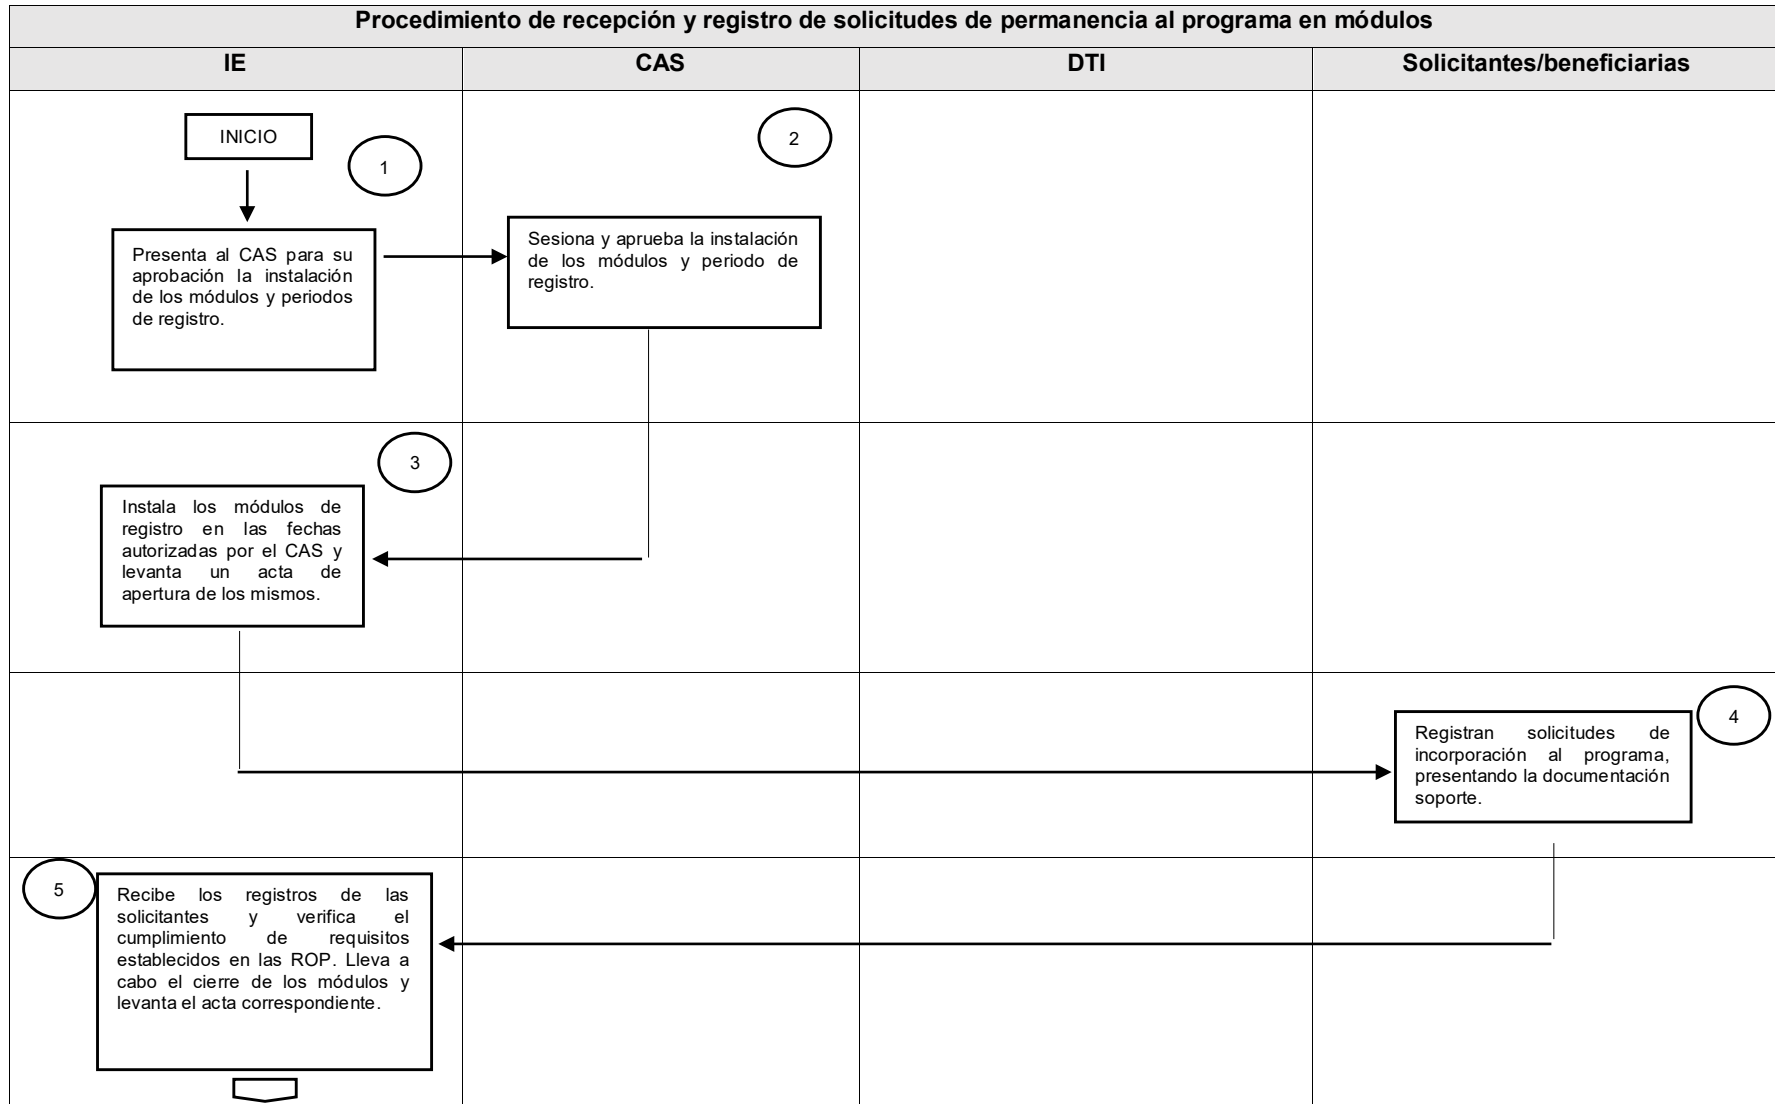 Procedimiento de recepción y registro de solicitudes de permanencia al programa en módulos
IE
CAS
DTI
Solicitantes/beneficiarias
INICIO
1
2
Presenta al CAS para su
aprobación la instalación
de los módulos y periodos
de registro.
Sesiona y aprueba la instalación
de los módulos y periodo de
registro.
3
Instala los módulos de
registro en las fechas
autorizadas por el CAS y
levanta un acta de
apertura de los mismos.
4
Registran solicitudes de
incorporación al programa,
presentando la documentación
soporte.
5
Recibe los registros de las
solicitantes y verifica el
cumplimiento de requisitos
establecidos en las ROP. Lleva a
cabo el cierre de los módulos y
levanta el acta correspondiente.